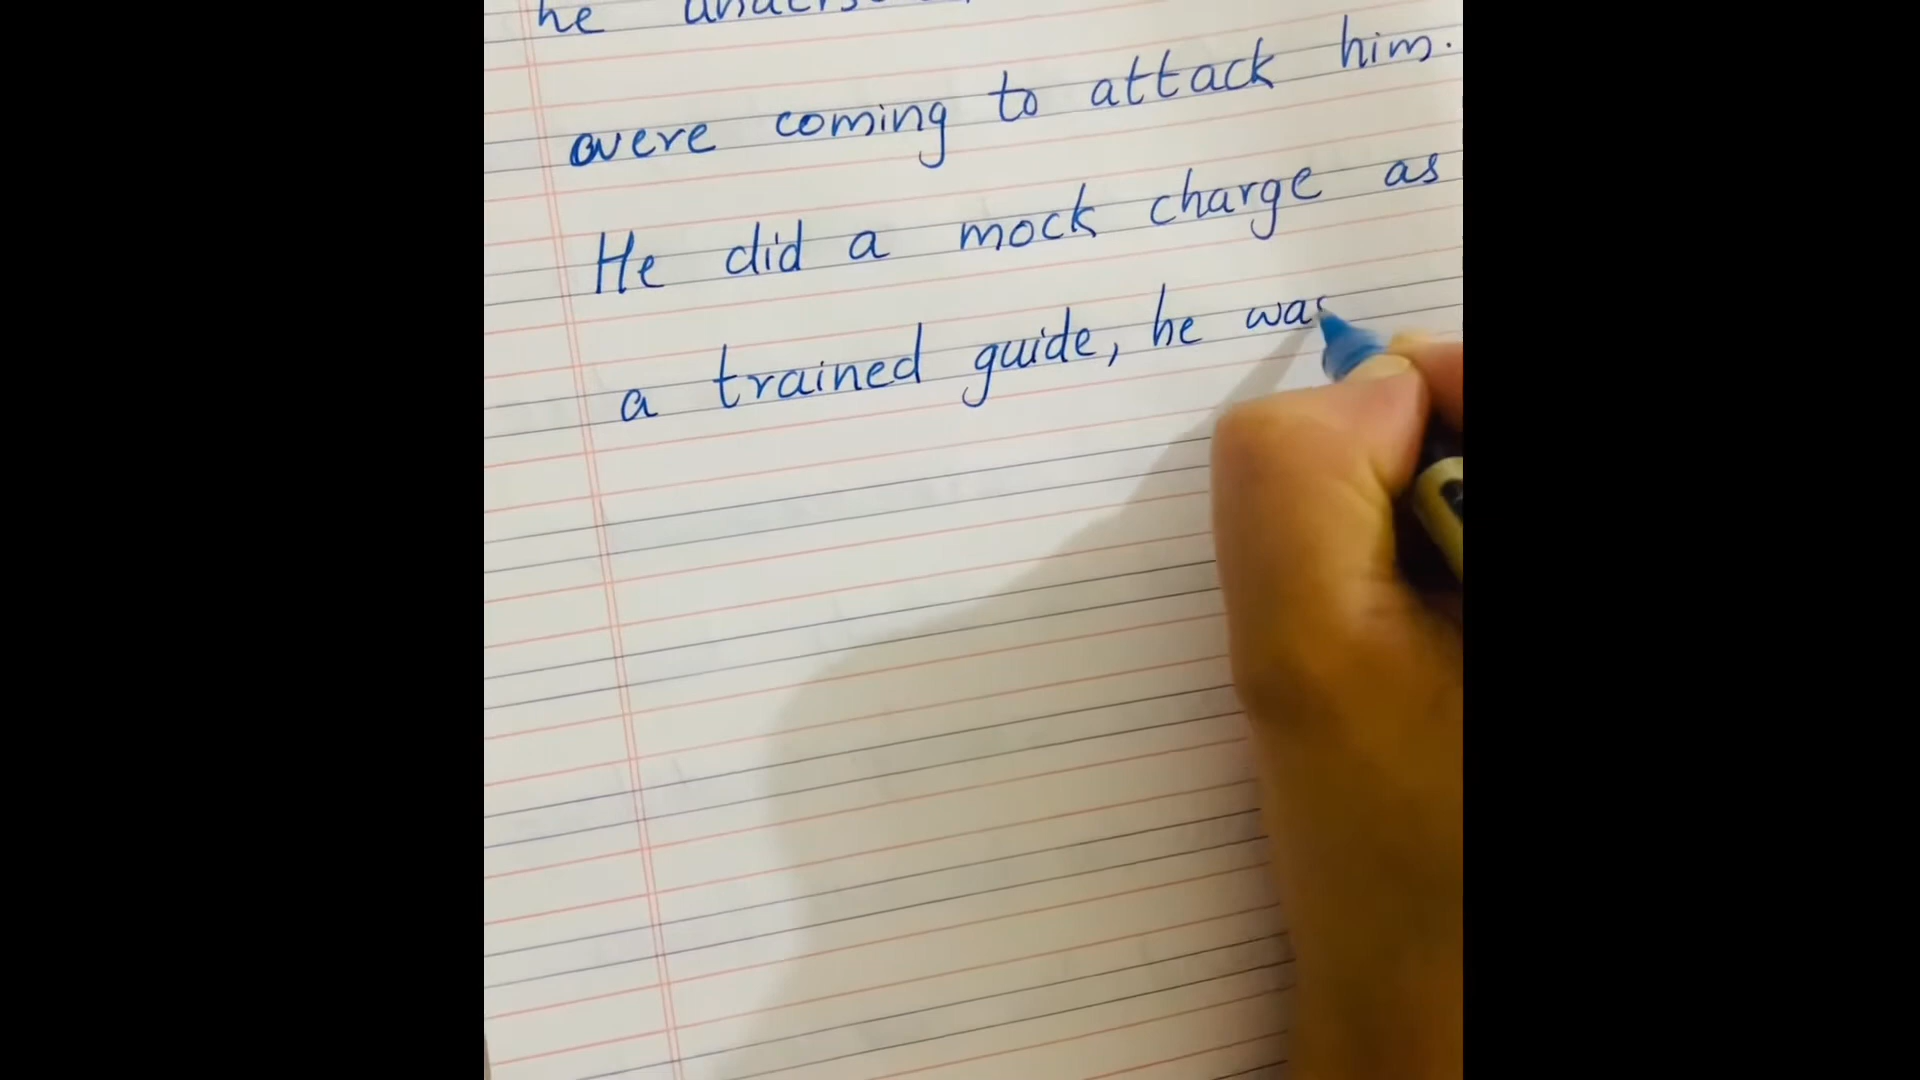 he
were coming to attack him.
He did a mock charge as
a trained guide, he was